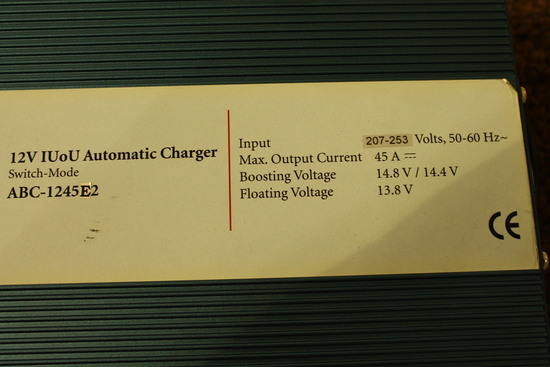 12V IUoU Automatic Charger
Switch-Mode
ABC-1245E2
Input 207-253 Volts, 50-60 Hz~
Max. Output Current 45 A ⎓
Boosting Voltage 14.8 V / 14.4 V
Floating Voltage 13.8 V
CE